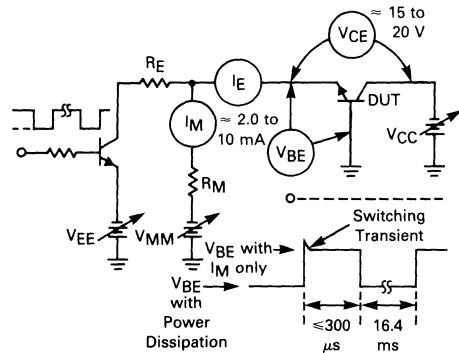 ≈ 15 to
20 V
V_CE
R_E
I_E
DUT
I_M
≈ 2.0 to
10 mA
V_BE
V_CC
R_M
V_EE
V_MM
Switching
Transient
V_BE with
I_M only
V_BE
with
Power
Dissipation
≤300
μs
16.4
ms